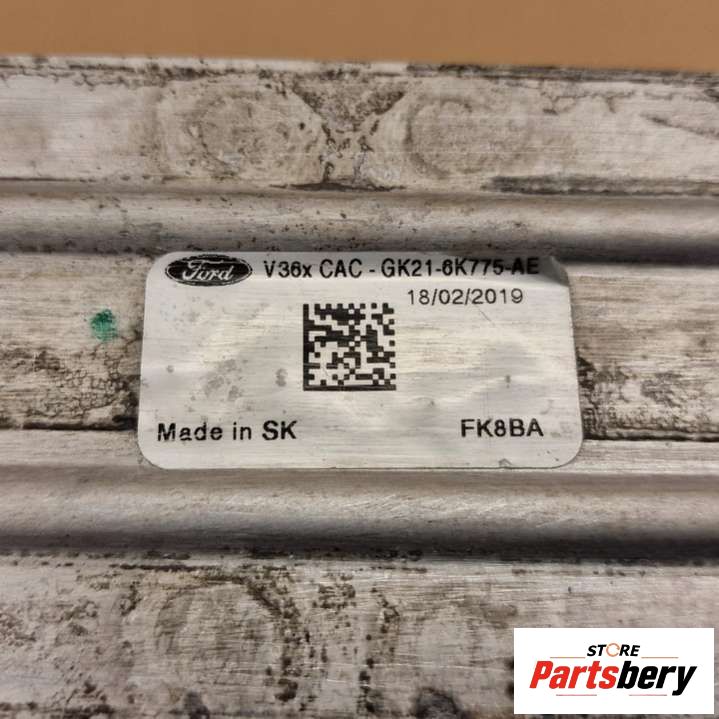 Ford V36x CAC - GK21-6K775-AE
18/02/2019
Made in SK FK8BA
STORE
Partsbery